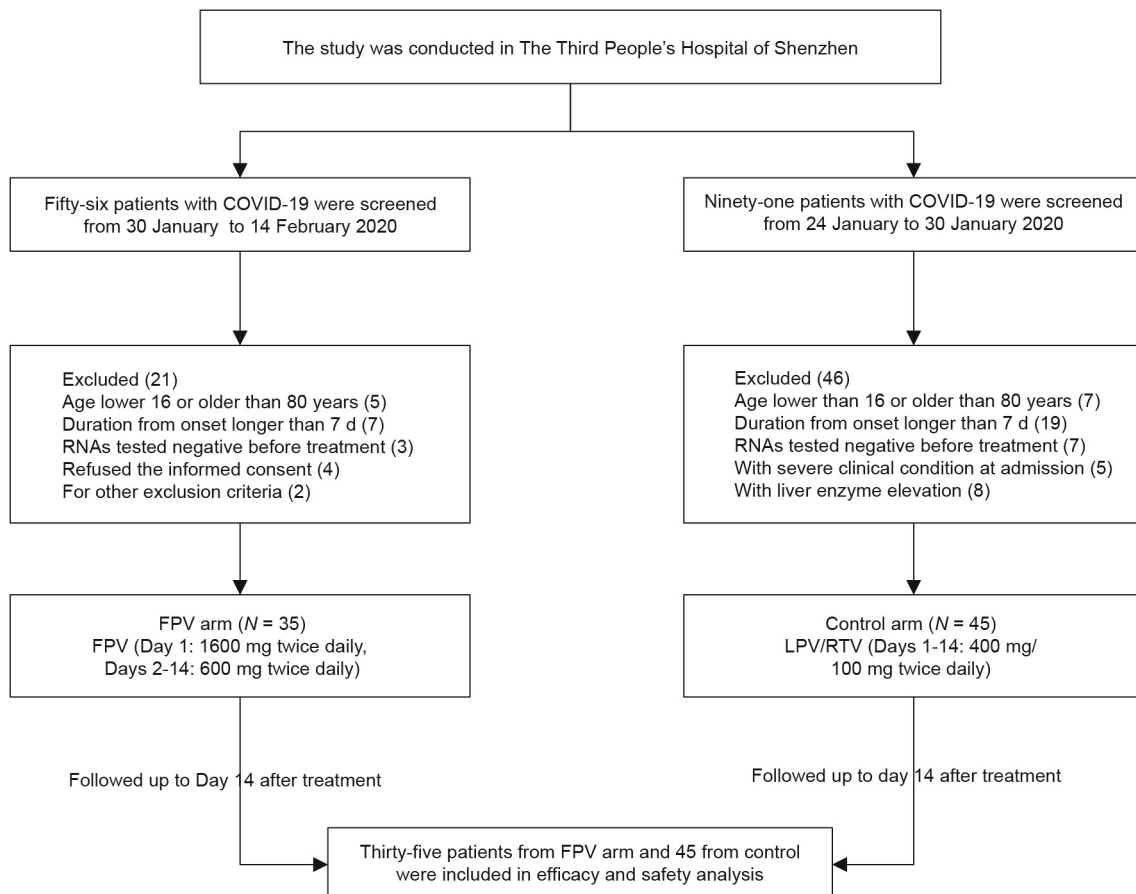 The study was conducted in The Third People’s Hospital of Shenzhen
Fifty-six patients with COVID-19 were screened
from 30 January to 14 February 2020
Ninety-one patients with COVID-19 were screened
from 24 January to 30 January 2020
Excluded (21)
Age lower 16 or older than 80 years (5)
Duration from onset longer than 7 d (7)
RNAs tested negative before treatment (3)
Refused the informed consent (4)
For other exclusion criteria (2)
Excluded (46)
Age lower than 16 or older than 80 years (7)
Duration from onset longer than 7 d (19)
RNAs tested negative before treatment (7)
With severe clinical condition at admission (5)
With liver enzyme elevation (8)
FPV arm (N = 35)
FPV (Day 1: 1600 mg twice daily,
Days 2-14: 600 mg twice daily)
Control arm (N = 45)
LPV/RTV (Days 1-14: 400 mg/
100 mg twice daily)
Followed up to Day 14 after treatment
Followed up to day 14 after treatment
Thirty-five patients from FPV arm and 45 from control
were included in efficacy and safety analysis